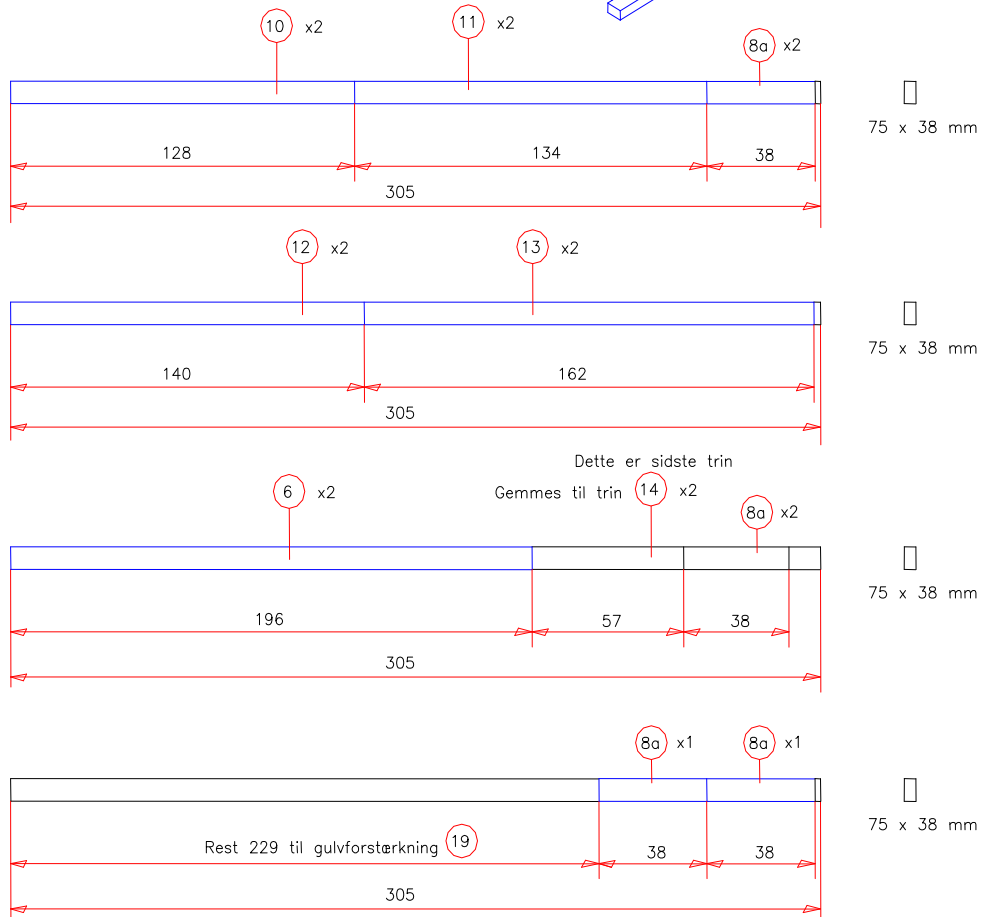 10 x2
11 x2
8a x2
75 x 38 mm
128
134
38
305
12 x2
13 x2
75 x 38 mm
140
162
305
Dette er sidste trin
6 x2
Gemmes til trin 14 x2
8a x2
75 x 38 mm
196
57
38
305
8a x1
8a x1
75 x 38 mm
Rest 229 til gulvforstærkning 19
38
38
305